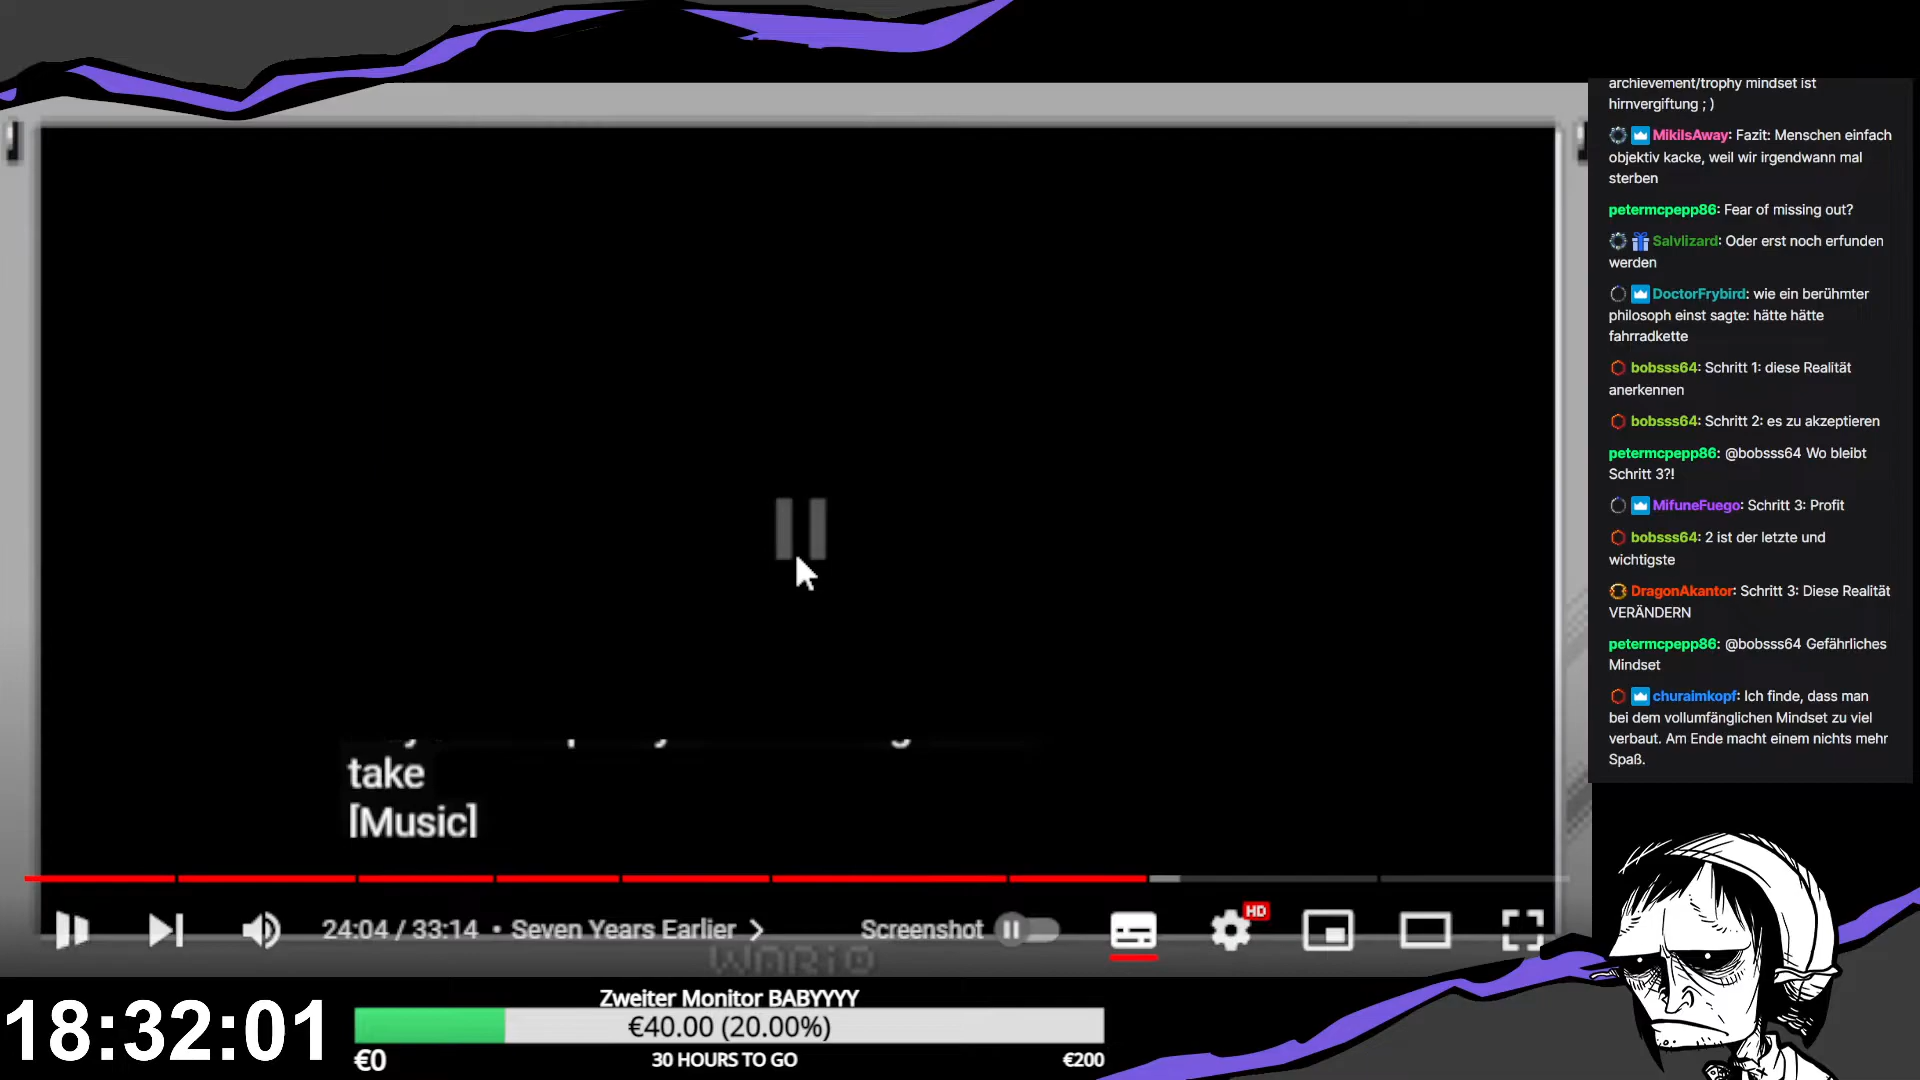 archievement/trophy mindset ist
hirnvergiftung ; )
MikilsAway: Fazit: Menschen einfach
objektiv kacke, weil wir irgendwann mal
sterben
petermcpepp86: Fear of missing out?
Salvlizard: Oder erst noch erfunden
werden
DoctorFrybird: wie ein berühmter
philosoph einst sagte: hätte hätte
fahrradkette
bobsss64: Schritt 1: diese Realität
anerkennen
bobsss64: Schritt 2: es zu akzeptieren
petermcpepp86: @bobsss64 Wo bleibt
Schritt 3?!
MifuneFuego: Schritt 3: Profit
bobsss64: 2 ist der letzte und
wichtigste
DragonAkantor: Schritt 3: Diese Realität
VERÄNDERN
petermcpepp86: @bobsss64 Gefährliches
Mindset
churaimkopf: Ich finde, dass man
bei dem vollumfänglichen Mindset zu viel
verbaut. Am Ende macht einem nichts mehr
Spaß.
take
[Music]
24:04 / 33:14 • Seven Years Earlier
Screenshot
HD
WARIO
18:32:01
Zweiter Monitor BABYYYY
€40.00 (20.00%)
€0
30 HOURS TO GO
€200